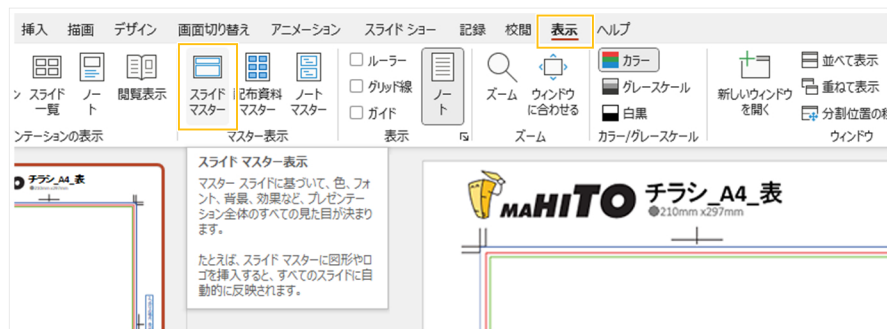 挿入 描画 デザイン 画面切り替え アニメーション スライド ショー 記録 校閲 表示 ヘルプ
スライド一覧
ノート
閲覧表示
スライド
マスター
配布資料
マスター
ノート
マスター
ルーラー
グリッド線
ガイド
ノート
ズーム
ウィンドウ
に合わせる
カラー
グレースケール
白黒
新しいウィンドウ
を開く
並べて表示
重ねて表示
分割位置の
ンテーションの表示 マスター表示 表示 ズーム カラー/グレースケール ウィンドウ
スライド マスター表示
マスター スライドに基づいて、色、フォ
ント、背景、効果など、プレゼンテー
ション全体のすべての見た目が決まり
ます。
たとえば、スライド マスターに図形やロ
ゴを挿入すると、すべてのスライドに自
動的に反映されます。
チラシ_A4_表
MAHITO チラシ_A4_表
●210mm x297mm